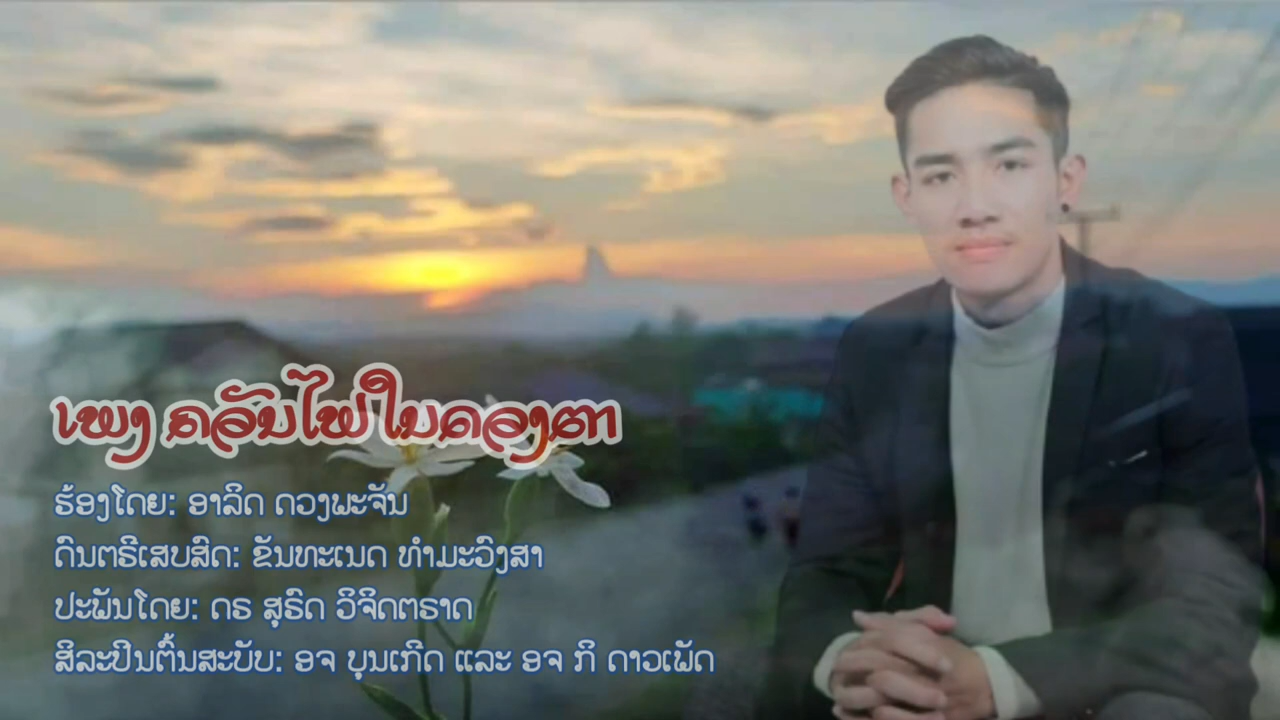 ເພງ ຄວັນໄຟໃນດວງຕາ
ຮ້ອງໂດຍ: ອາລິດ ດວງພະຈັນ
ດົນຕຣີເສບສົດ: ຂັນທະເນດ ທຳມະວົງສາ
ປະພັນໂດຍ: ດຣ ສຸຣົດ ວິຈິດຕຣາດ
ສິລະປິນຕົ້ນສະບັບ: ອຈ ບຸນເກີດ ແລະ ອຈ ກິ ດາວເພັດ